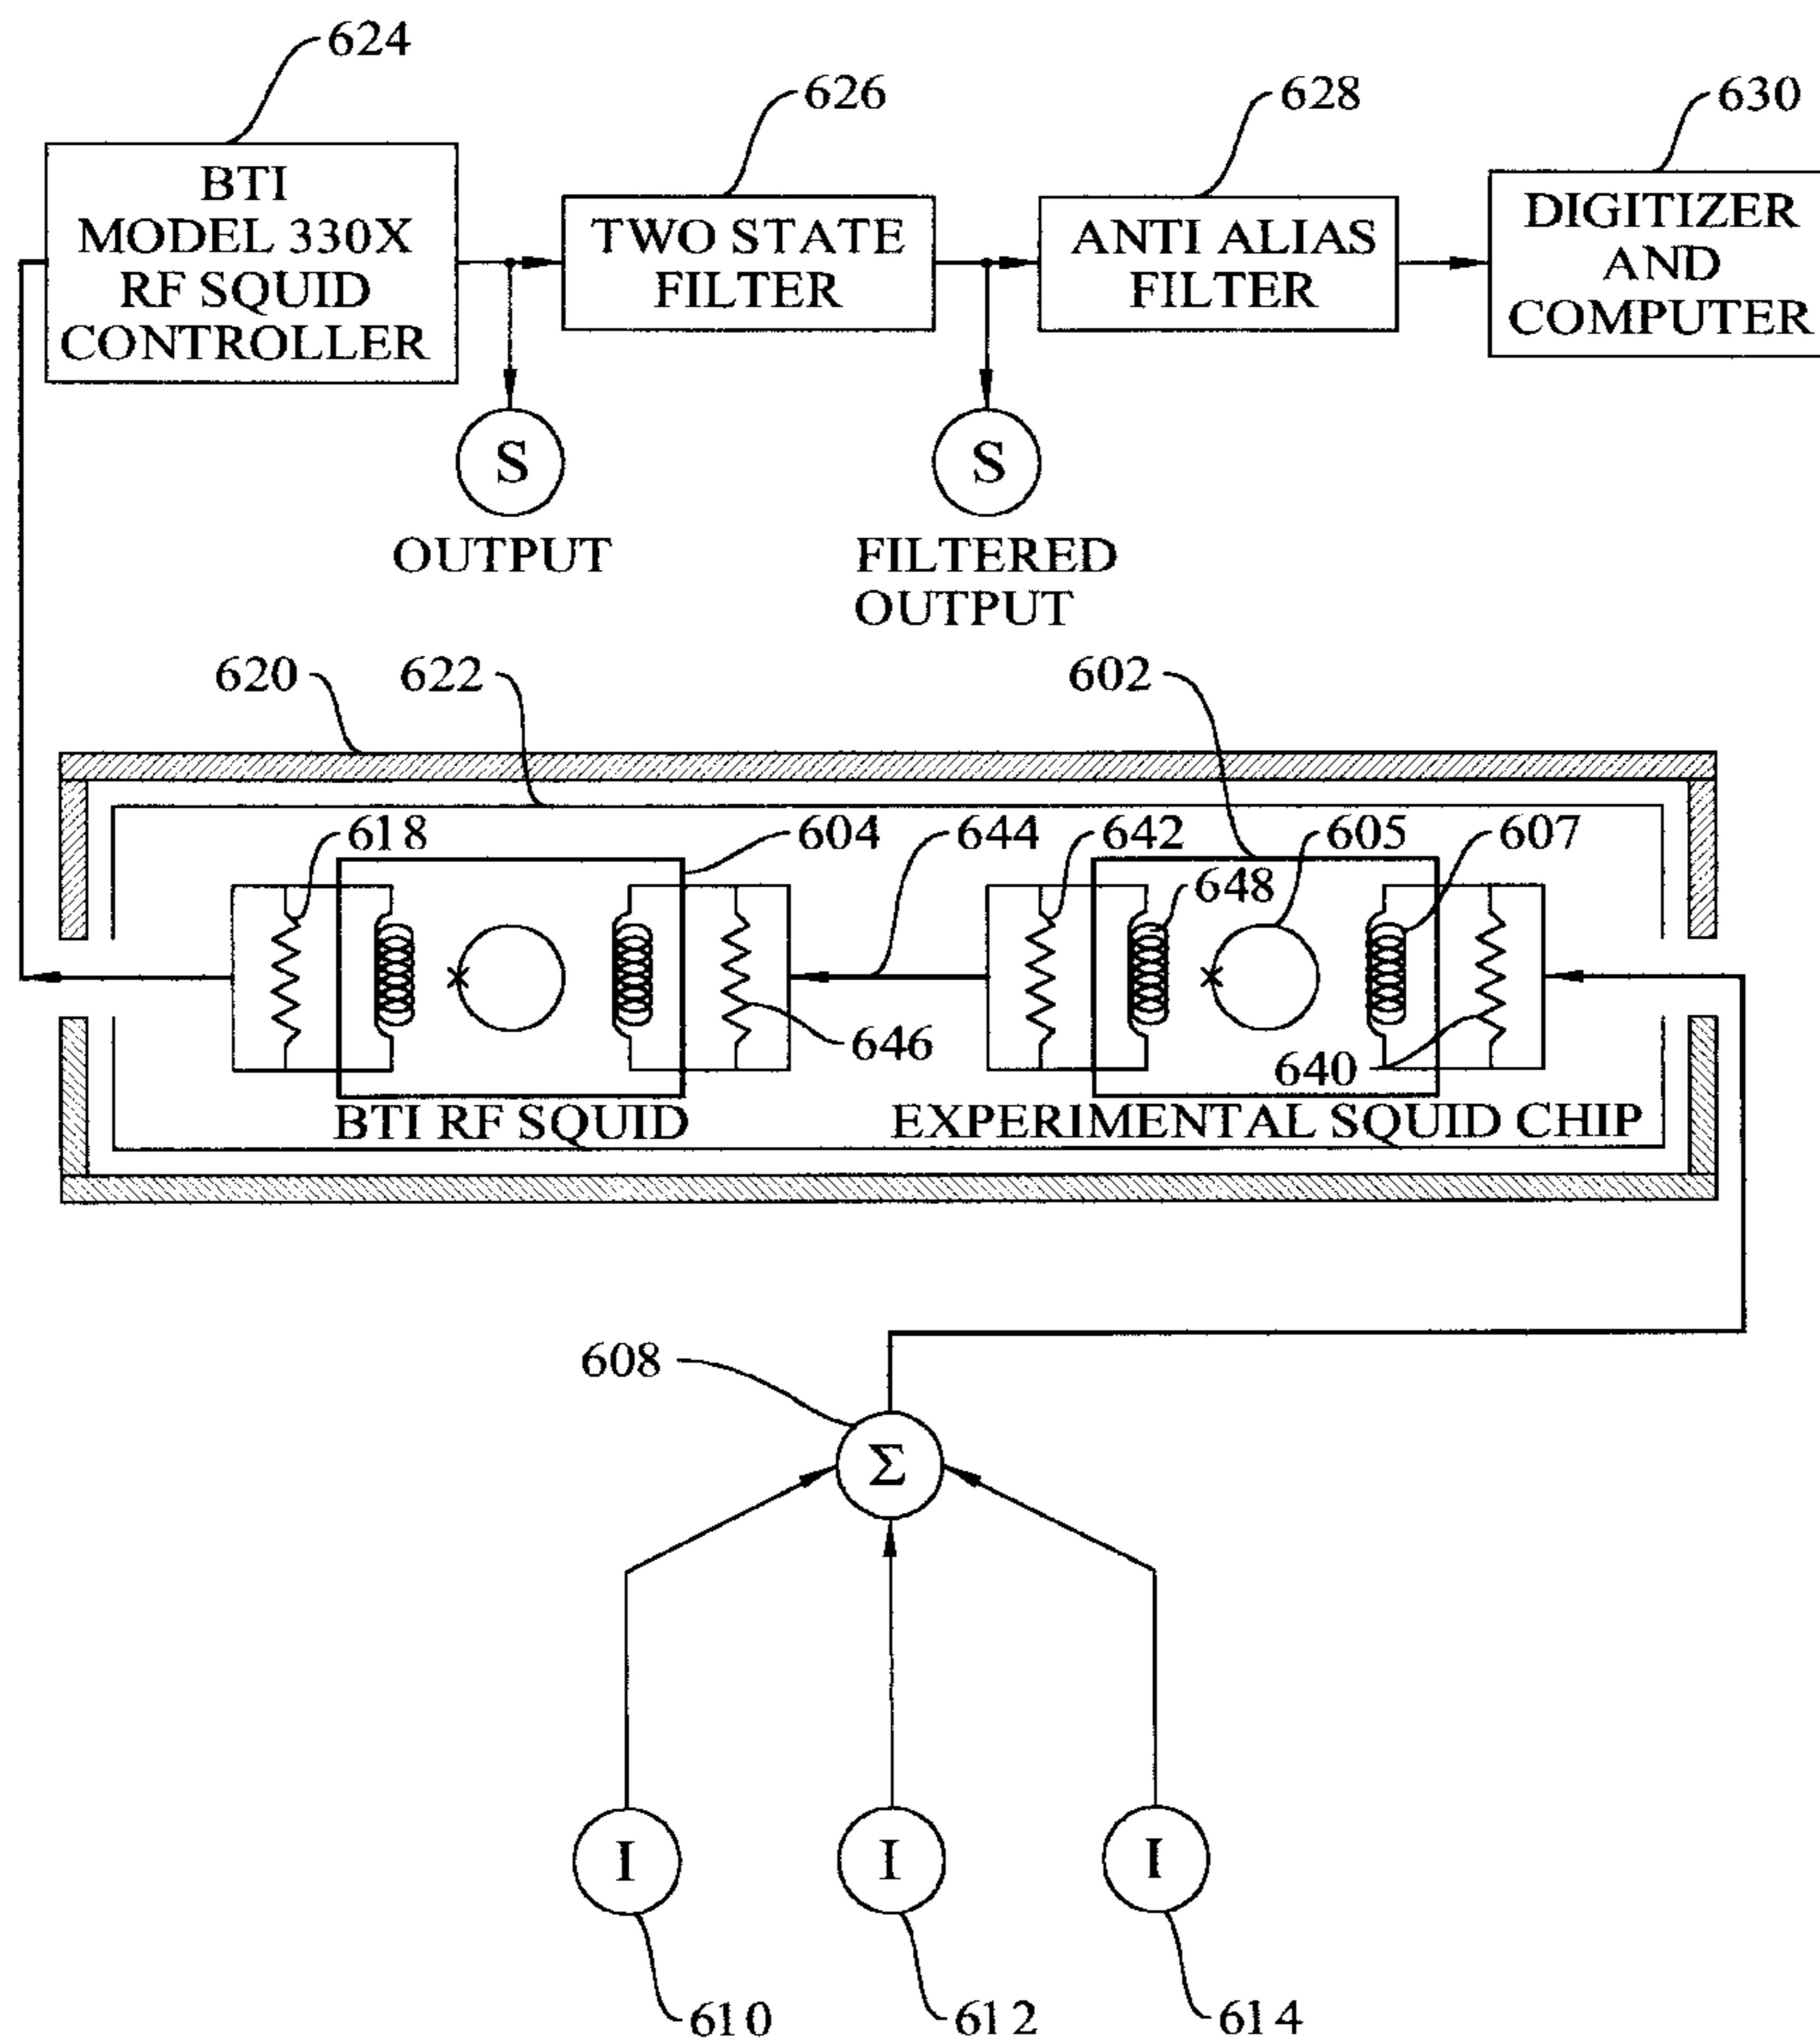 624
626
628
630
BTI
MODEL 330X
RF SQUID
CONTROLLER
TWO STATE
FILTER
ANTI ALIAS
FILTER
DIGITIZER
AND
COMPUTER
S
OUTPUT
S
FILTERED
OUTPUT
620
622
602
618
604
644
642
605
607
648
646
640
BTI RF SQUID
EXPERIMENTAL SQUID CHIP
608
Σ
I
I
I
610
612
614